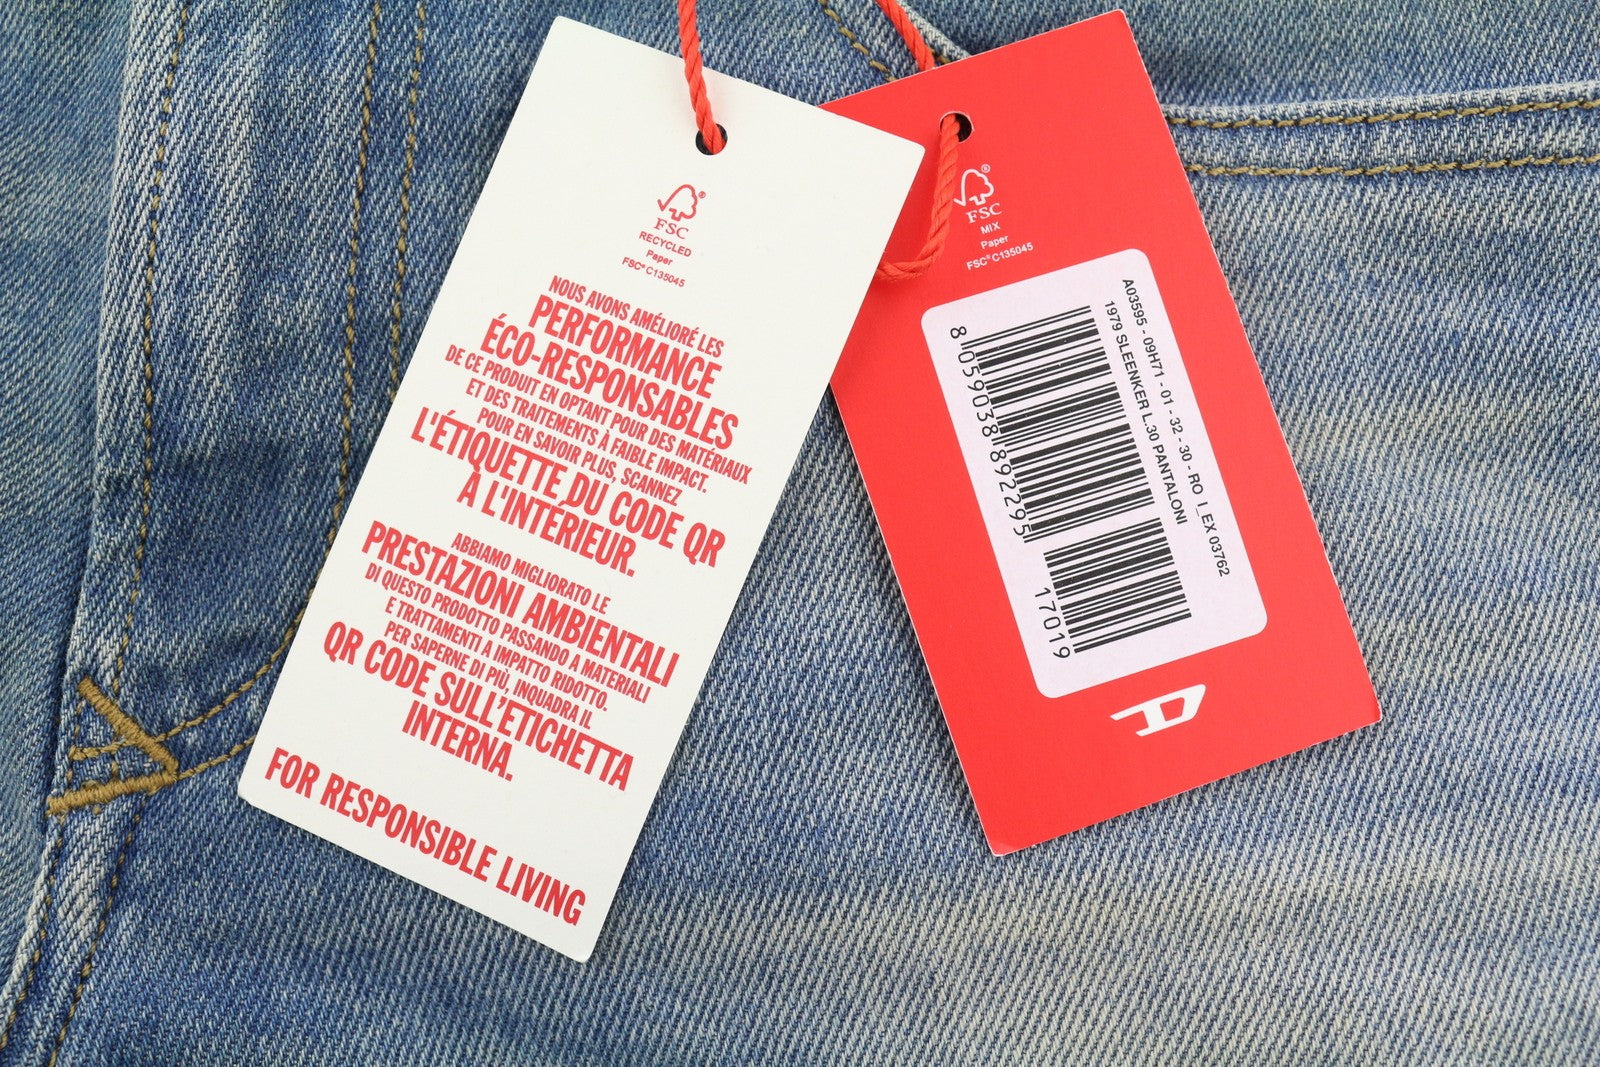 FSC®
RECYCLED
Paper
FSC® C135045
NOUS AVONS AMÉLIORÉ LES
PERFORMANCE
ÉCO-RESPONSABLES
DE CE PRODUIT EN OPTANT POUR DES MATÉRIAUX
ET DES TRAITEMENTS À FAIBLE IMPACT.
POUR EN SAVOIR PLUS, SCANNEZ
L'ÉTIQUETTE DU CODE QR
À L'INTÉRIEUR.
ABBIAMO MIGLIORATO LE
PRESTAZIONI AMBIENTALI
DI QUESTO PRODOTTO PASSANDO A MATERIALI
E TRATTAMENTI A IMPATTO RIDOTTO.
PER SAPERNE DI PIÙ, INQUADRA IL
QR CODE SULL'ETICHETTA
INTERNA.
FOR RESPONSIBLE LIVING
FSC®
MIX
Paper
FSC® C135045
A03595 - 09H71 - 01 - 32 - 30 - RO | EX 03762
1979 SLEENKER L.30 PANTALONI
8 059038 892295
17019
D